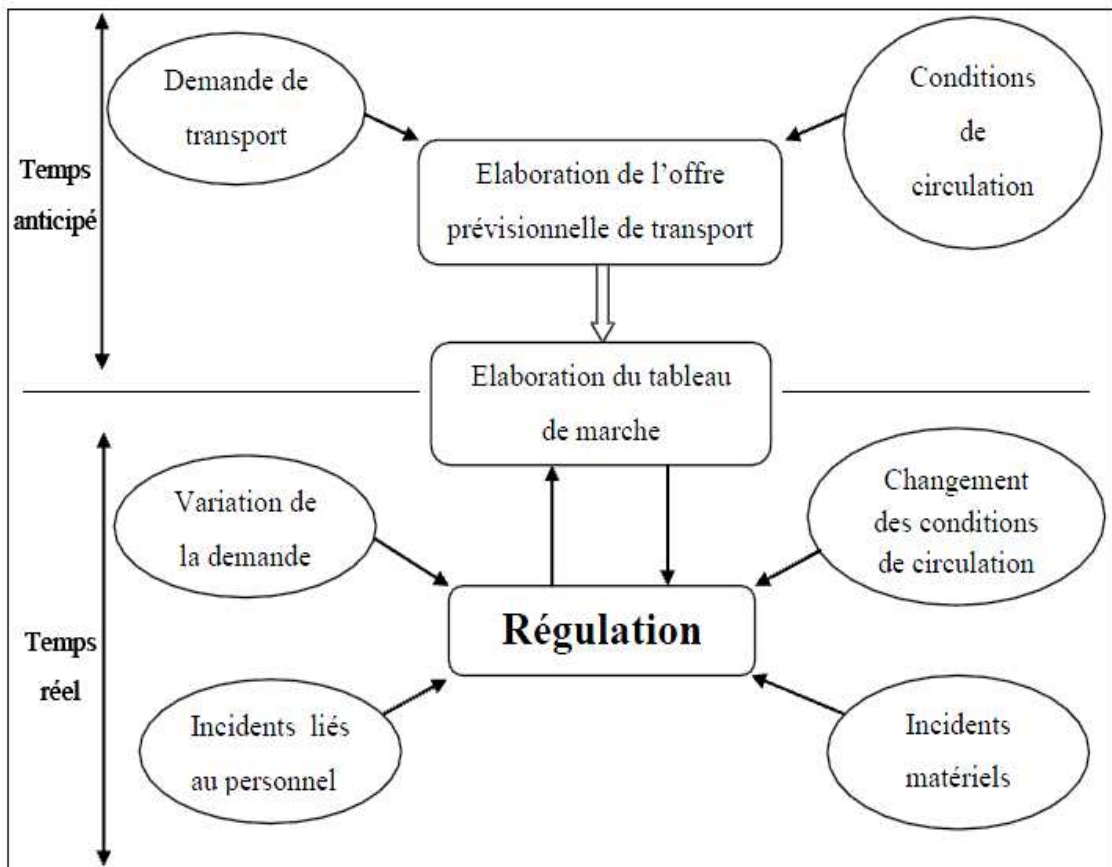 Demande de
transport
Conditions
de
circulation
Temps
anticipé
Elaboration de l’offre
prévisionnelle de transport
Elaboration du tableau
de marche
Variation de
la demande
Changement
des conditions
de circulation
Régulation
Temps
réel
Incidents liés
au personnel
Incidents
matériels